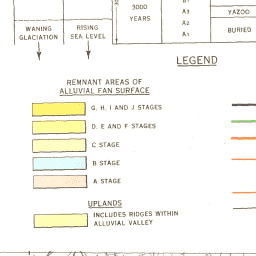 3000
YEARS
B1
A3
A2
A1
YAZOO
BURIED
WANING
GLACIATION
RISING
SEA LEVEL
LEGEND
REMNANT AREAS OF
ALLUVIAL FAN SURFACE
G, H, I AND J STAGES
D, E AND F STAGES
C STAGE
B STAGE
A STAGE
UPLANDS
INCLUDES RIDGES WITHIN
ALLUVIAL VALLEY